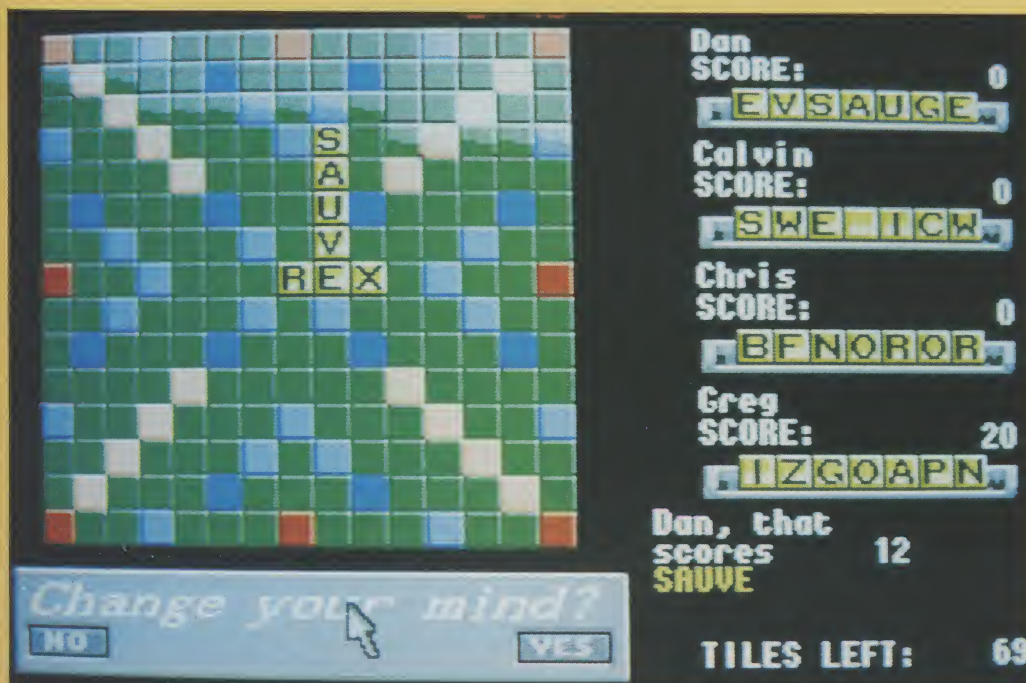 Dan
SCORE: 0
EVSAUGE
Calvin
SCORE: 0
SWE ICW
Chris
SCORE: 0
BFNOROR
Greg
SCORE: 20
IZGOAPN
S
A
U
V
REX
Dan, that
scores 12
SAUVE
Change your mind?
NO YES
TILES LEFT: 69